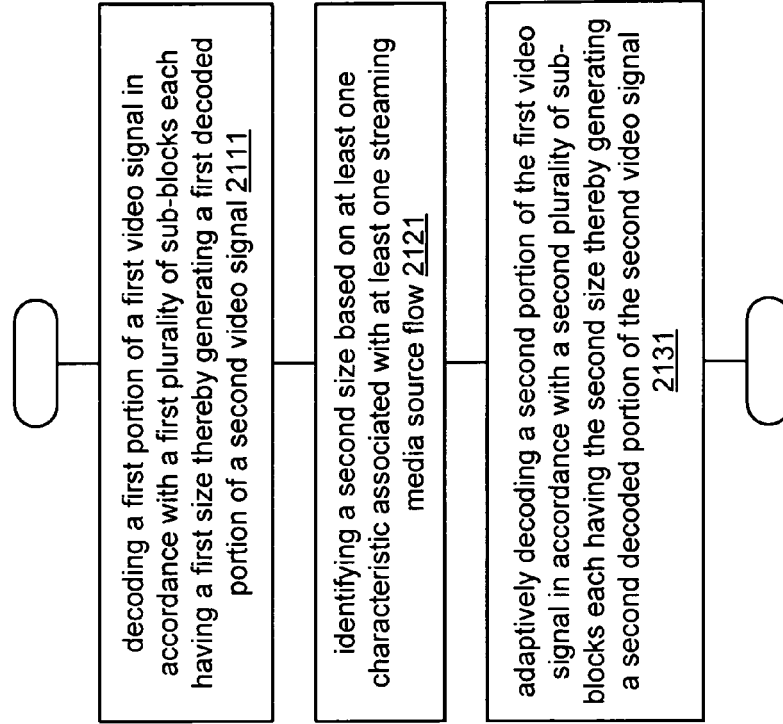 decoding a first portion of a first video signal in
accordance with a first plurality of sub-blocks each
having a first size thereby generating a first decoded
portion of a second video signal 2111
identifying a second size based on at least one
characteristic associated with at least one streaming
media source flow 2121
adaptively decoding a second portion of the first video
signal in accordance with a second plurality of sub-
blocks each having the second size thereby generating
a second decoded portion of the second video signal
2131